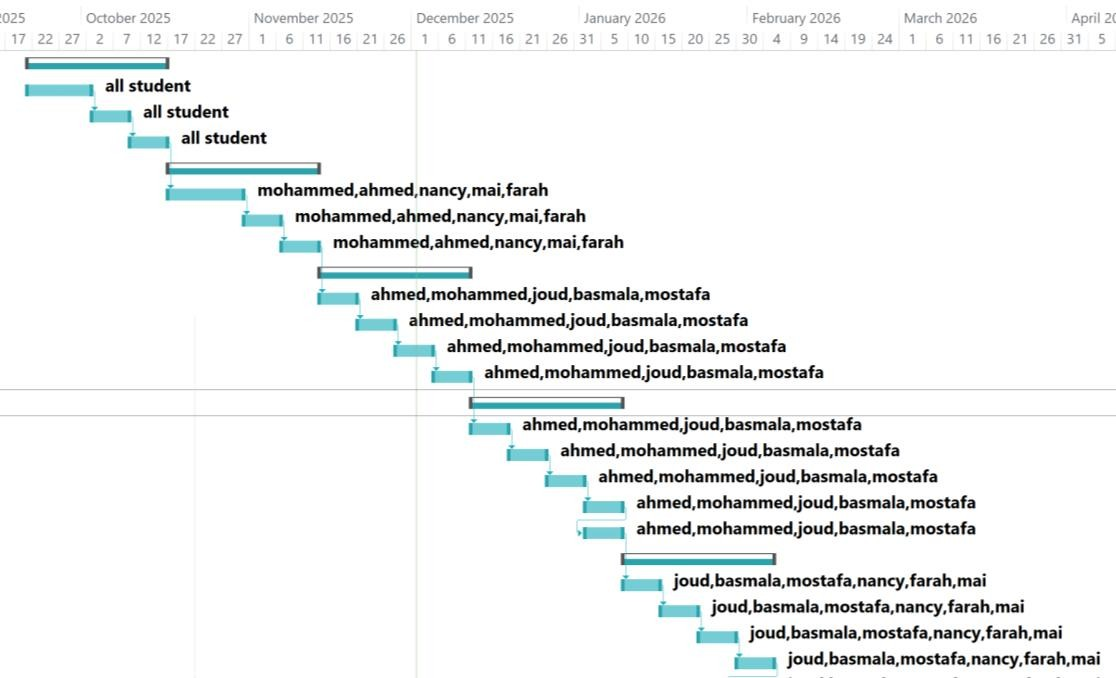 2025 October 2025 November 2025 December 2025 January 2026 February 2026 March 2026 April 20
17 22 27 2 7 12 17 22 27 1 6 11 16 21 26 1 6 11 16 21 26 31 5 10 15 20 25 30 4 9 14 19 24 1 6 11 16 21 26 31 5
all student
all student
all student
mohammed,ahmed,nancy,mai,farah
mohammed,ahmed,nancy,mai,farah
mohammed,ahmed,nancy,mai,farah
ahmed,mohammed,joud,basmala,mostafa
ahmed,mohammed,joud,basmala,mostafa
ahmed,mohammed,joud,basmala,mostafa
ahmed,mohammed,joud,basmala,mostafa
ahmed,mohammed,joud,basmala,mostafa
ahmed,mohammed,joud,basmala,mostafa
ahmed,mohammed,joud,basmala,mostafa
ahmed,mohammed,joud,basmala,mostafa
ahmed,mohammed,joud,basmala,mostafa
joud,basmala,mostafa,nancy,farah,mai
joud,basmala,mostafa,nancy,farah,mai
joud,basmala,mostafa,nancy,farah,mai
joud,basmala,mostafa,nancy,farah,mai